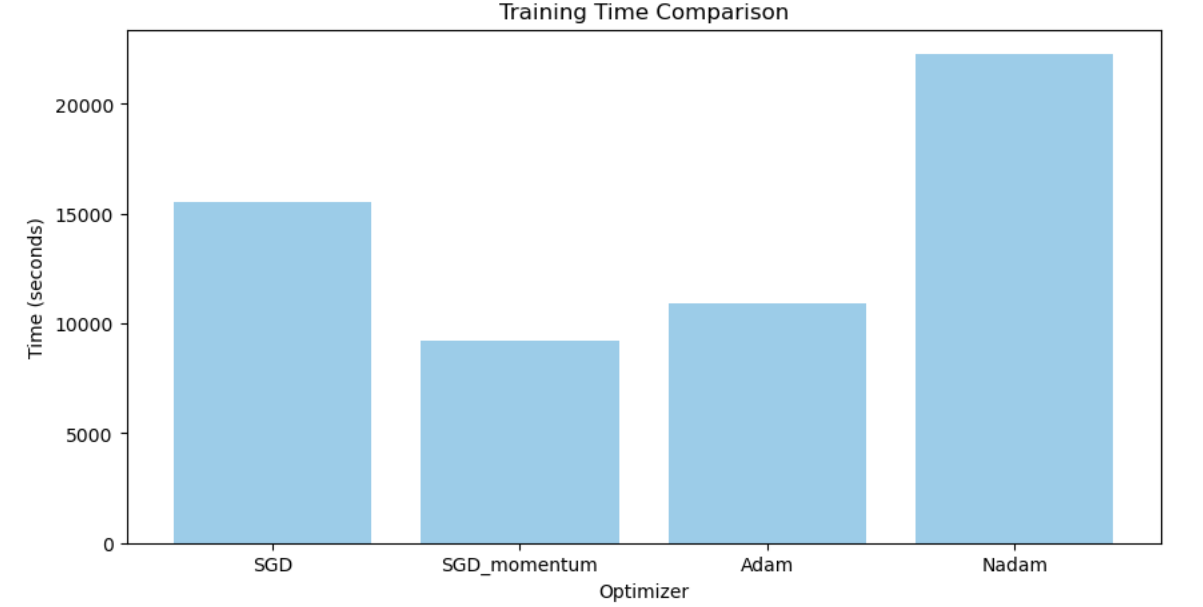 Training Time Comparison
Time (seconds)
20000
15000
10000
5000
0
SGD SGD_momentum Adam Nadam
Optimizer